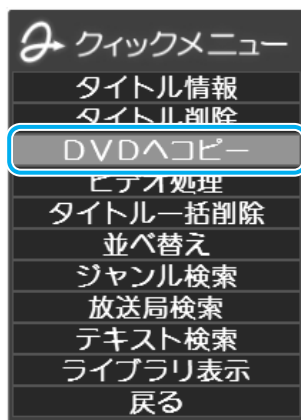 クィックメニュー
タイトル情報
タイトル削除
DVDへコピー
ビデオ処理
タイトル一括削除
並べ替え
ジャンル検索
放送局検索
テキスト検索
ライブラリ表示
戻る